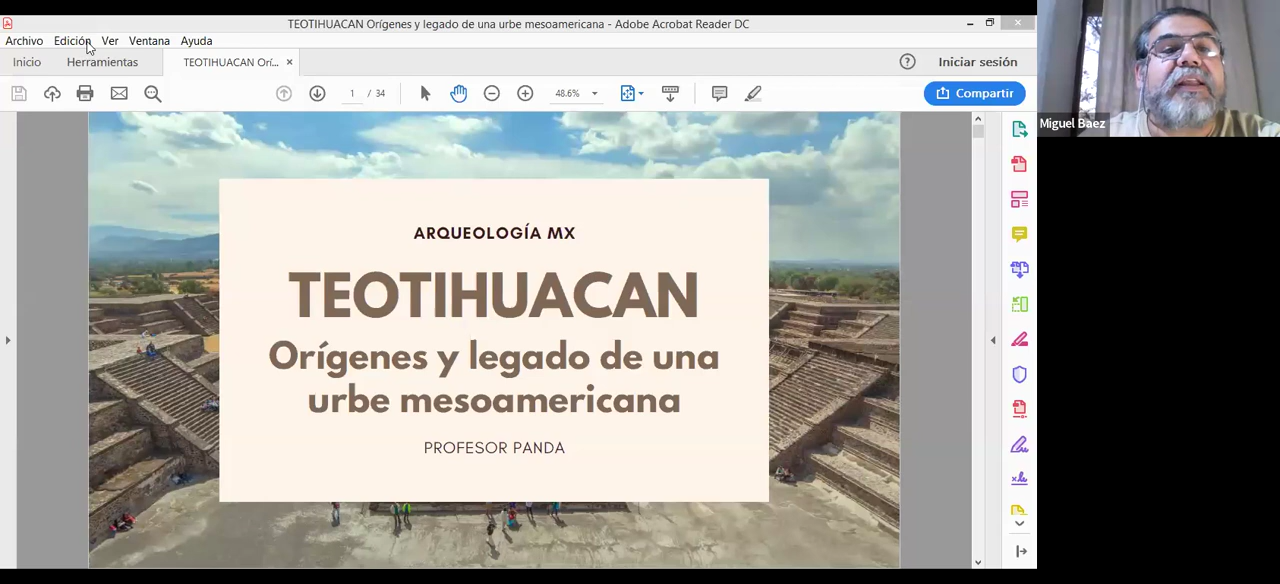 TEOTIHUACAN Orígenes y legado de una urbe mesoamericana - Adobe Acrobat Reader DC
Archivo Edición Ver Ventana Ayuda
Inicio Herramientas TEOTIHUACAN Orí... ×
Iniciar sesión
1 / 34 48.6% Compartir
Miguel Baez
ARQUEOLOGÍA MX
TEOTIHUACAN
Orígenes y legado de una
urbe mesoamericana
PROFESOR PANDA